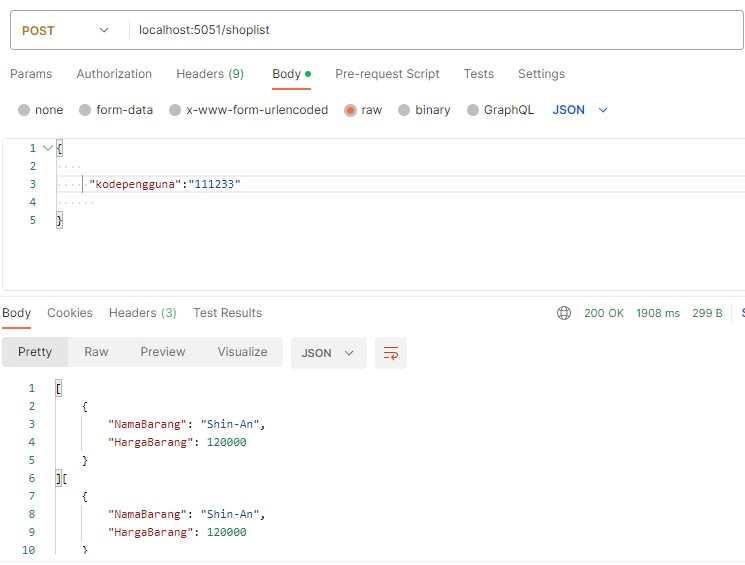 POST localhost:5051/shoplist
Params Authorization Headers (9) Body Pre-request Script Tests Settings
none form-data x-www-form-urlencoded raw binary GraphQL JSON
1 {
2
3 "kodepengguna":"111233"
4
5 }
Body Cookies Headers (3) Test Results 200 OK 1908 ms 299 B
Pretty Raw Preview Visualize JSON
1 [
2 {
3 "NamaBarang": "Shin-An",
4 "HargaBarang": 120000
5 }
6 ][
7 {
8 "NamaBarang": "Shin-An",
9 "HargaBarang": 120000
10 }